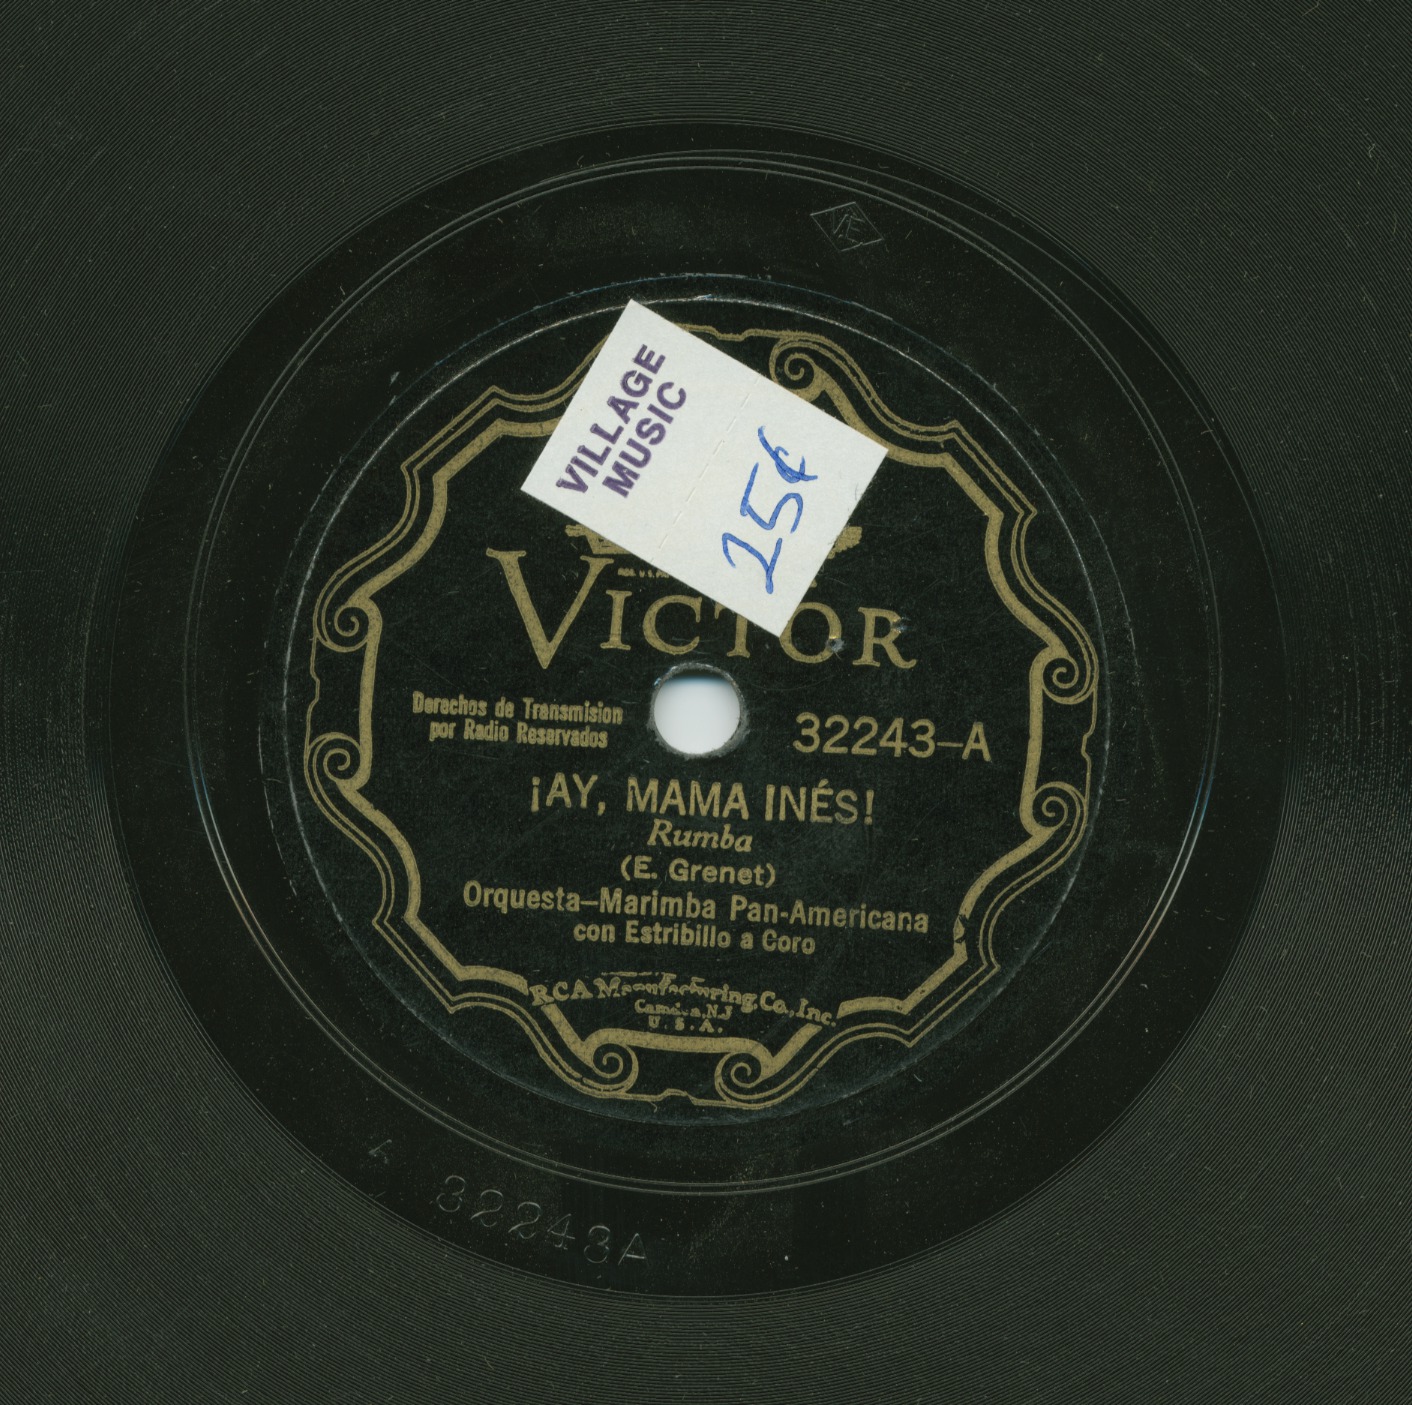 VILLAGE
MUSIC
25¢
VICTOR
Derechos de Transmision
por Radio Reservados
32243-A
¡AY, MAMA INÉS!
Rumba
(E. Grenet)
Orquesta-Marimba Pan-Americana
con Estribillo a Coro
RCA Manufacturing Co., Inc.
Camden, N.J
U. S. A.
32243A